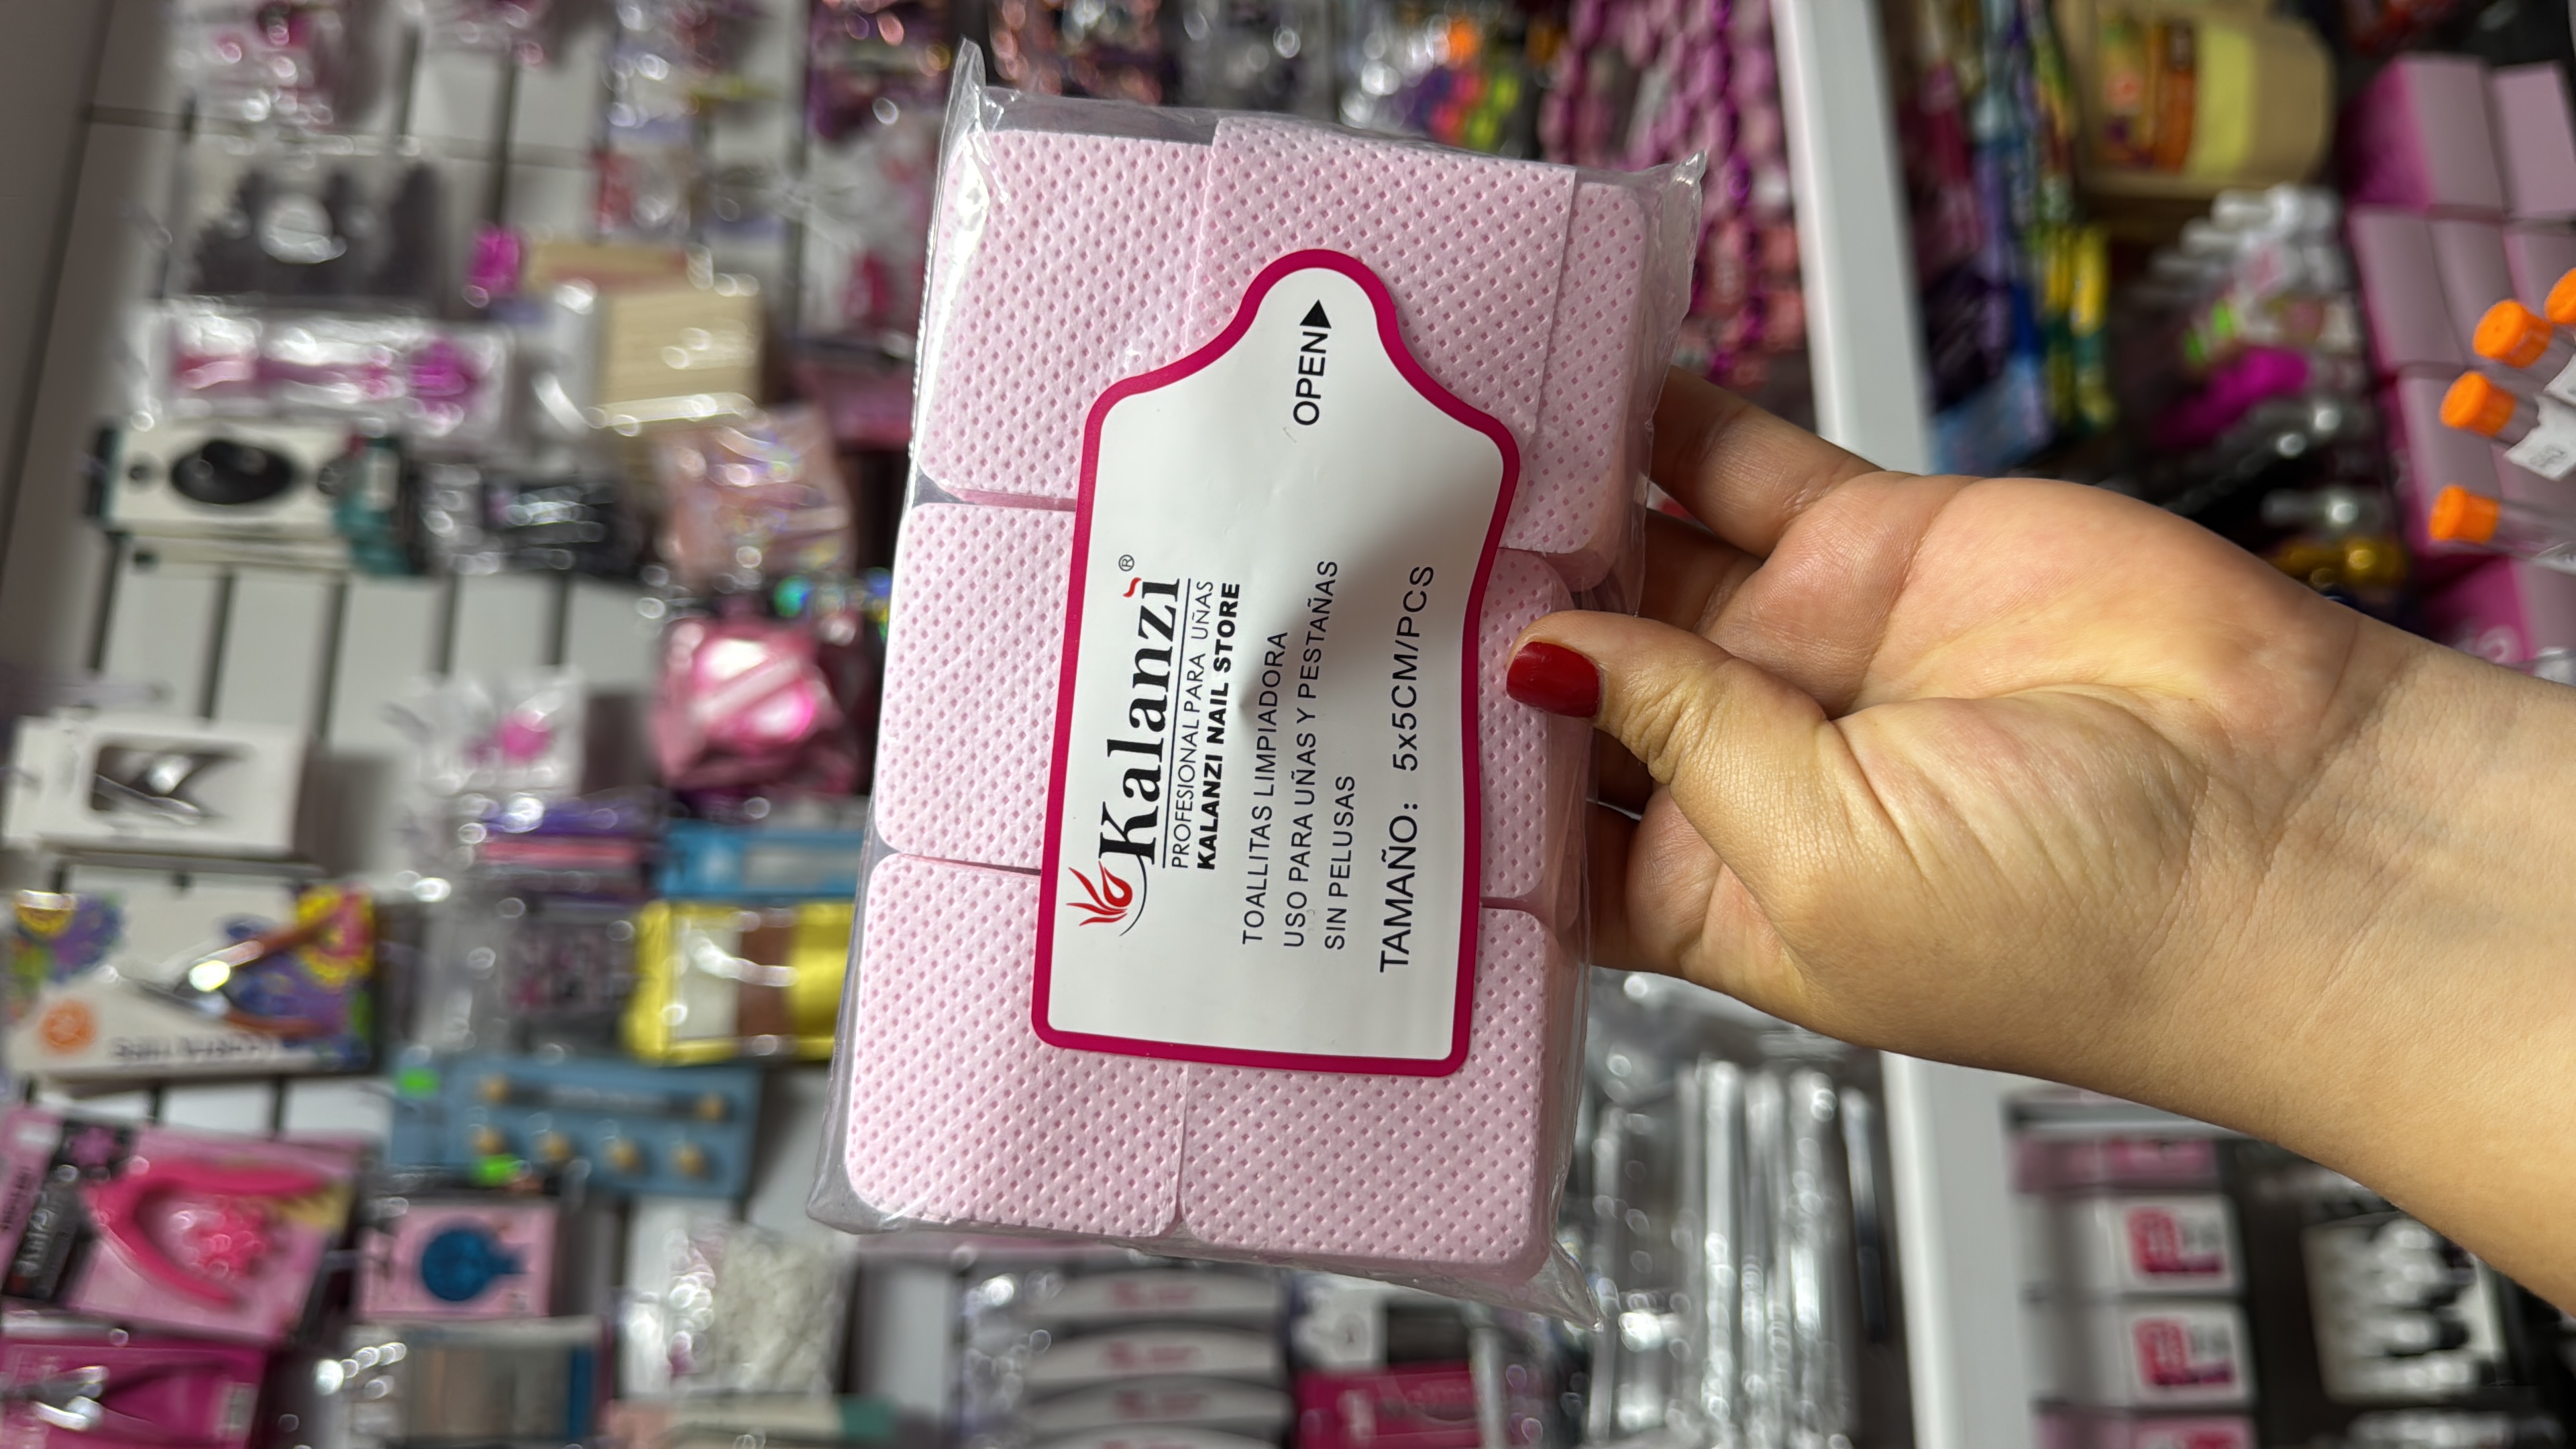 Kalanzi®
PROFESIONAL PARA UÑAS
KALANZI NAIL STORE
TOALLITAS LIMPIADORA
USO PARA UÑAS Y PESTAÑAS
SIN PELUSAS
TAMAÑO: 5x5CM/PCS
OPEN▶